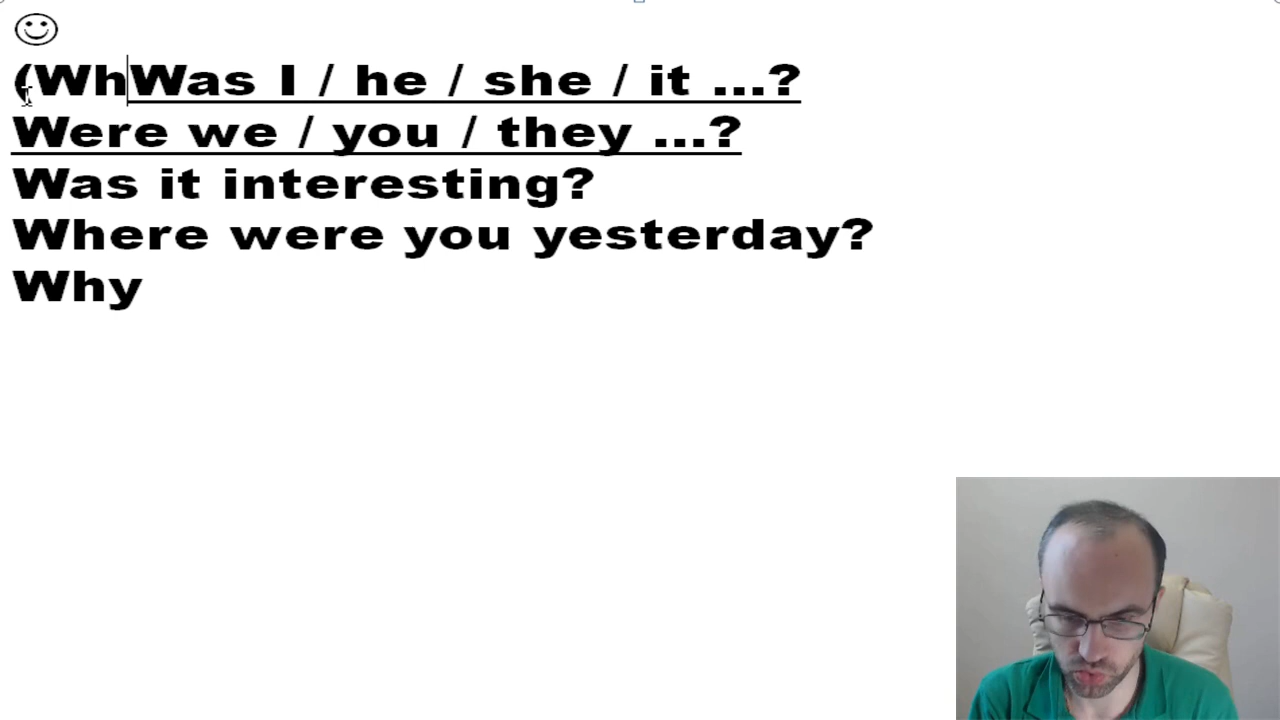 (WhWas I / he / she / it ...?
Were we / you / they ...?
Was it interesting?
Where were you yesterday?
Why